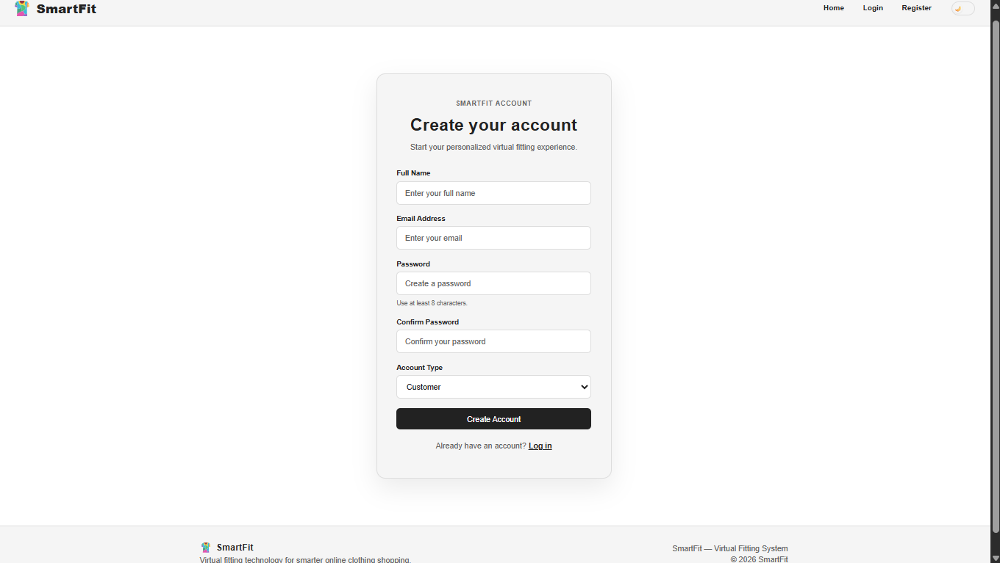 SmartFit
Home Login Register
SMARTFIT ACCOUNT
Create your account
Start your personalized virtual fitting experience.
Full Name
Enter your full name
Email Address
Enter your email
Password
Create a password
Use at least 8 characters.
Confirm Password
Confirm your password
Account Type
Customer
Create Account
Already have an account? Log in
SmartFit
Virtual fitting technology for smarter online clothing shopping.
SmartFit — Virtual Fitting System
© 2026 SmartFit